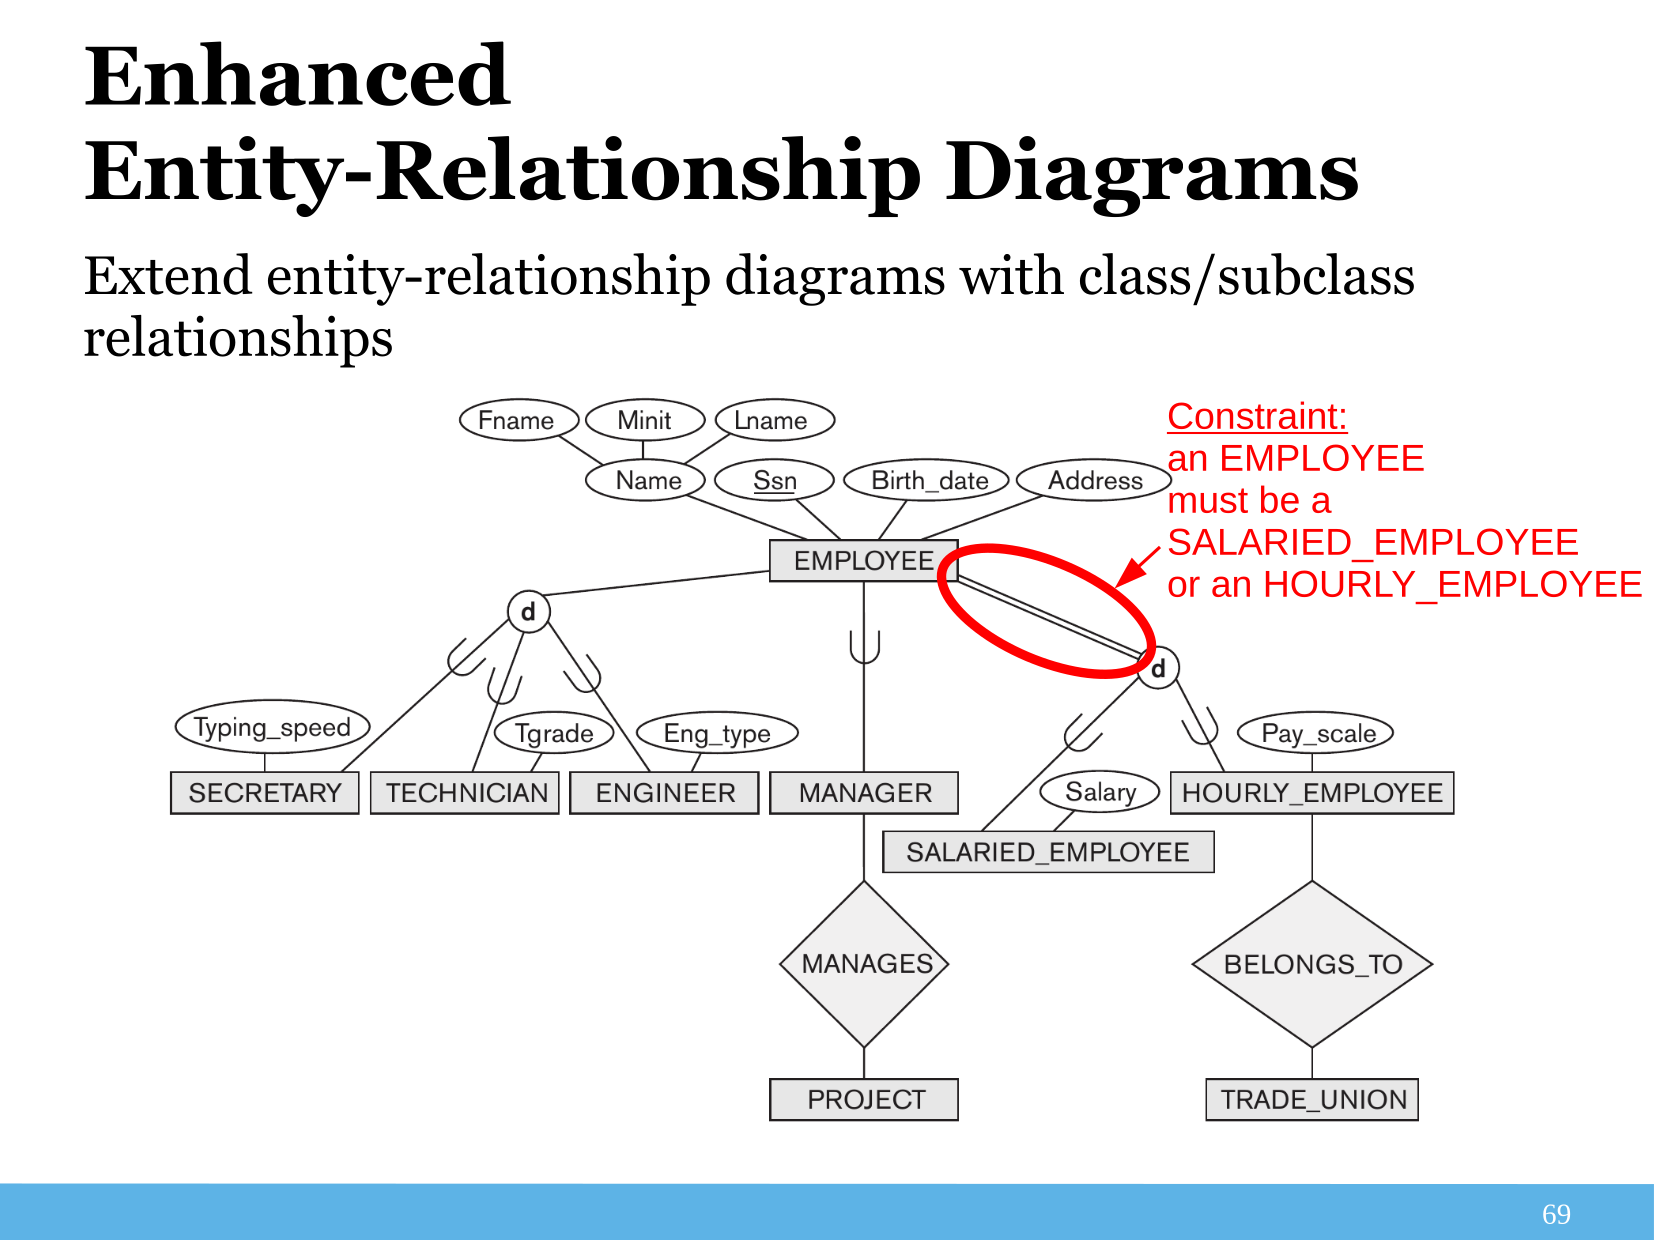 Enhanced
Entity-Relationship Diagrams
Extend entity-relationship diagrams with class/subclass
relationships
Fname
Minit
Lname
Constraint:
an EMPLOYEE
must be a
SALARIED_EMPLOYEE
or an HOURLY_EMPLOYEE
Name
Ssn
Birth_date
Address
EMPLOYEE
d
d
Typing_speed
Tgrade
Eng_type
Pay_scale
SECRETARY
TECHNICIAN
ENGINEER
MANAGER
Salary
HOURLY_EMPLOYEE
SALARIED_EMPLOYEE
MANAGES
BELONGS_TO
PROJECT
TRADE_UNION
69